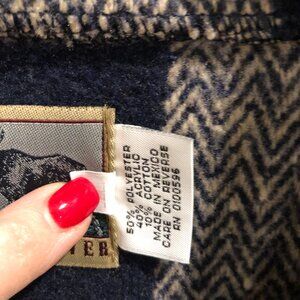 50% POLYESTER
40% ACRYLIC
10% COTTON
MADE IN MEXICO
CARE ON REVERSE
RN 0100596